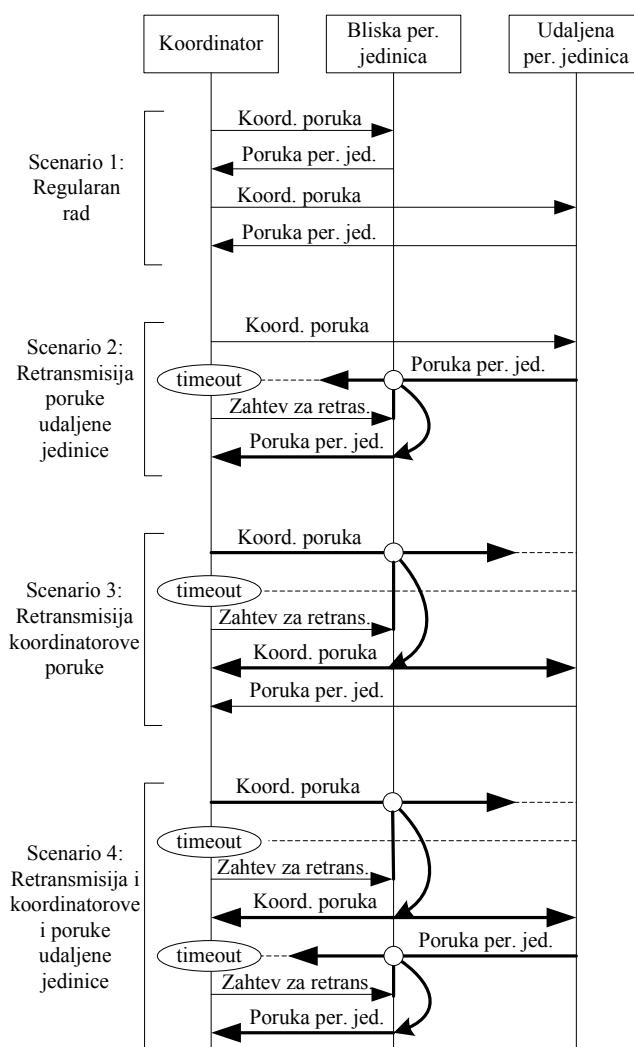 Koordinator
Bliska per.
jedinica
Udaljena
per. jedinica
Scenario 1:
Regularan
rad
Koord. poruka
Poruka per. jed.
Koord. poruka
Poruka per. jed.
Scenario 2:
Retransmisija
poruke
udaljene
jedinice
Koord. poruka
Poruka per. jed.
timeout
Zahtev za retras.
Poruka per. jed.
Scenario 3:
Retransmisija
koordinatorove
poruke
Koord. poruka
timeout
Zahtev za retrans.
Koord. poruka
Poruka per. jed.
Scenario 4:
Retransmisija i
koordinatorove
i poruke
udaljene
jedinice
Koord. poruka
timeout
Zahtev za retrans.
Koord. poruka
Poruka per. jed.
timeout
Zahtev za retrans.
Poruka per. jed.